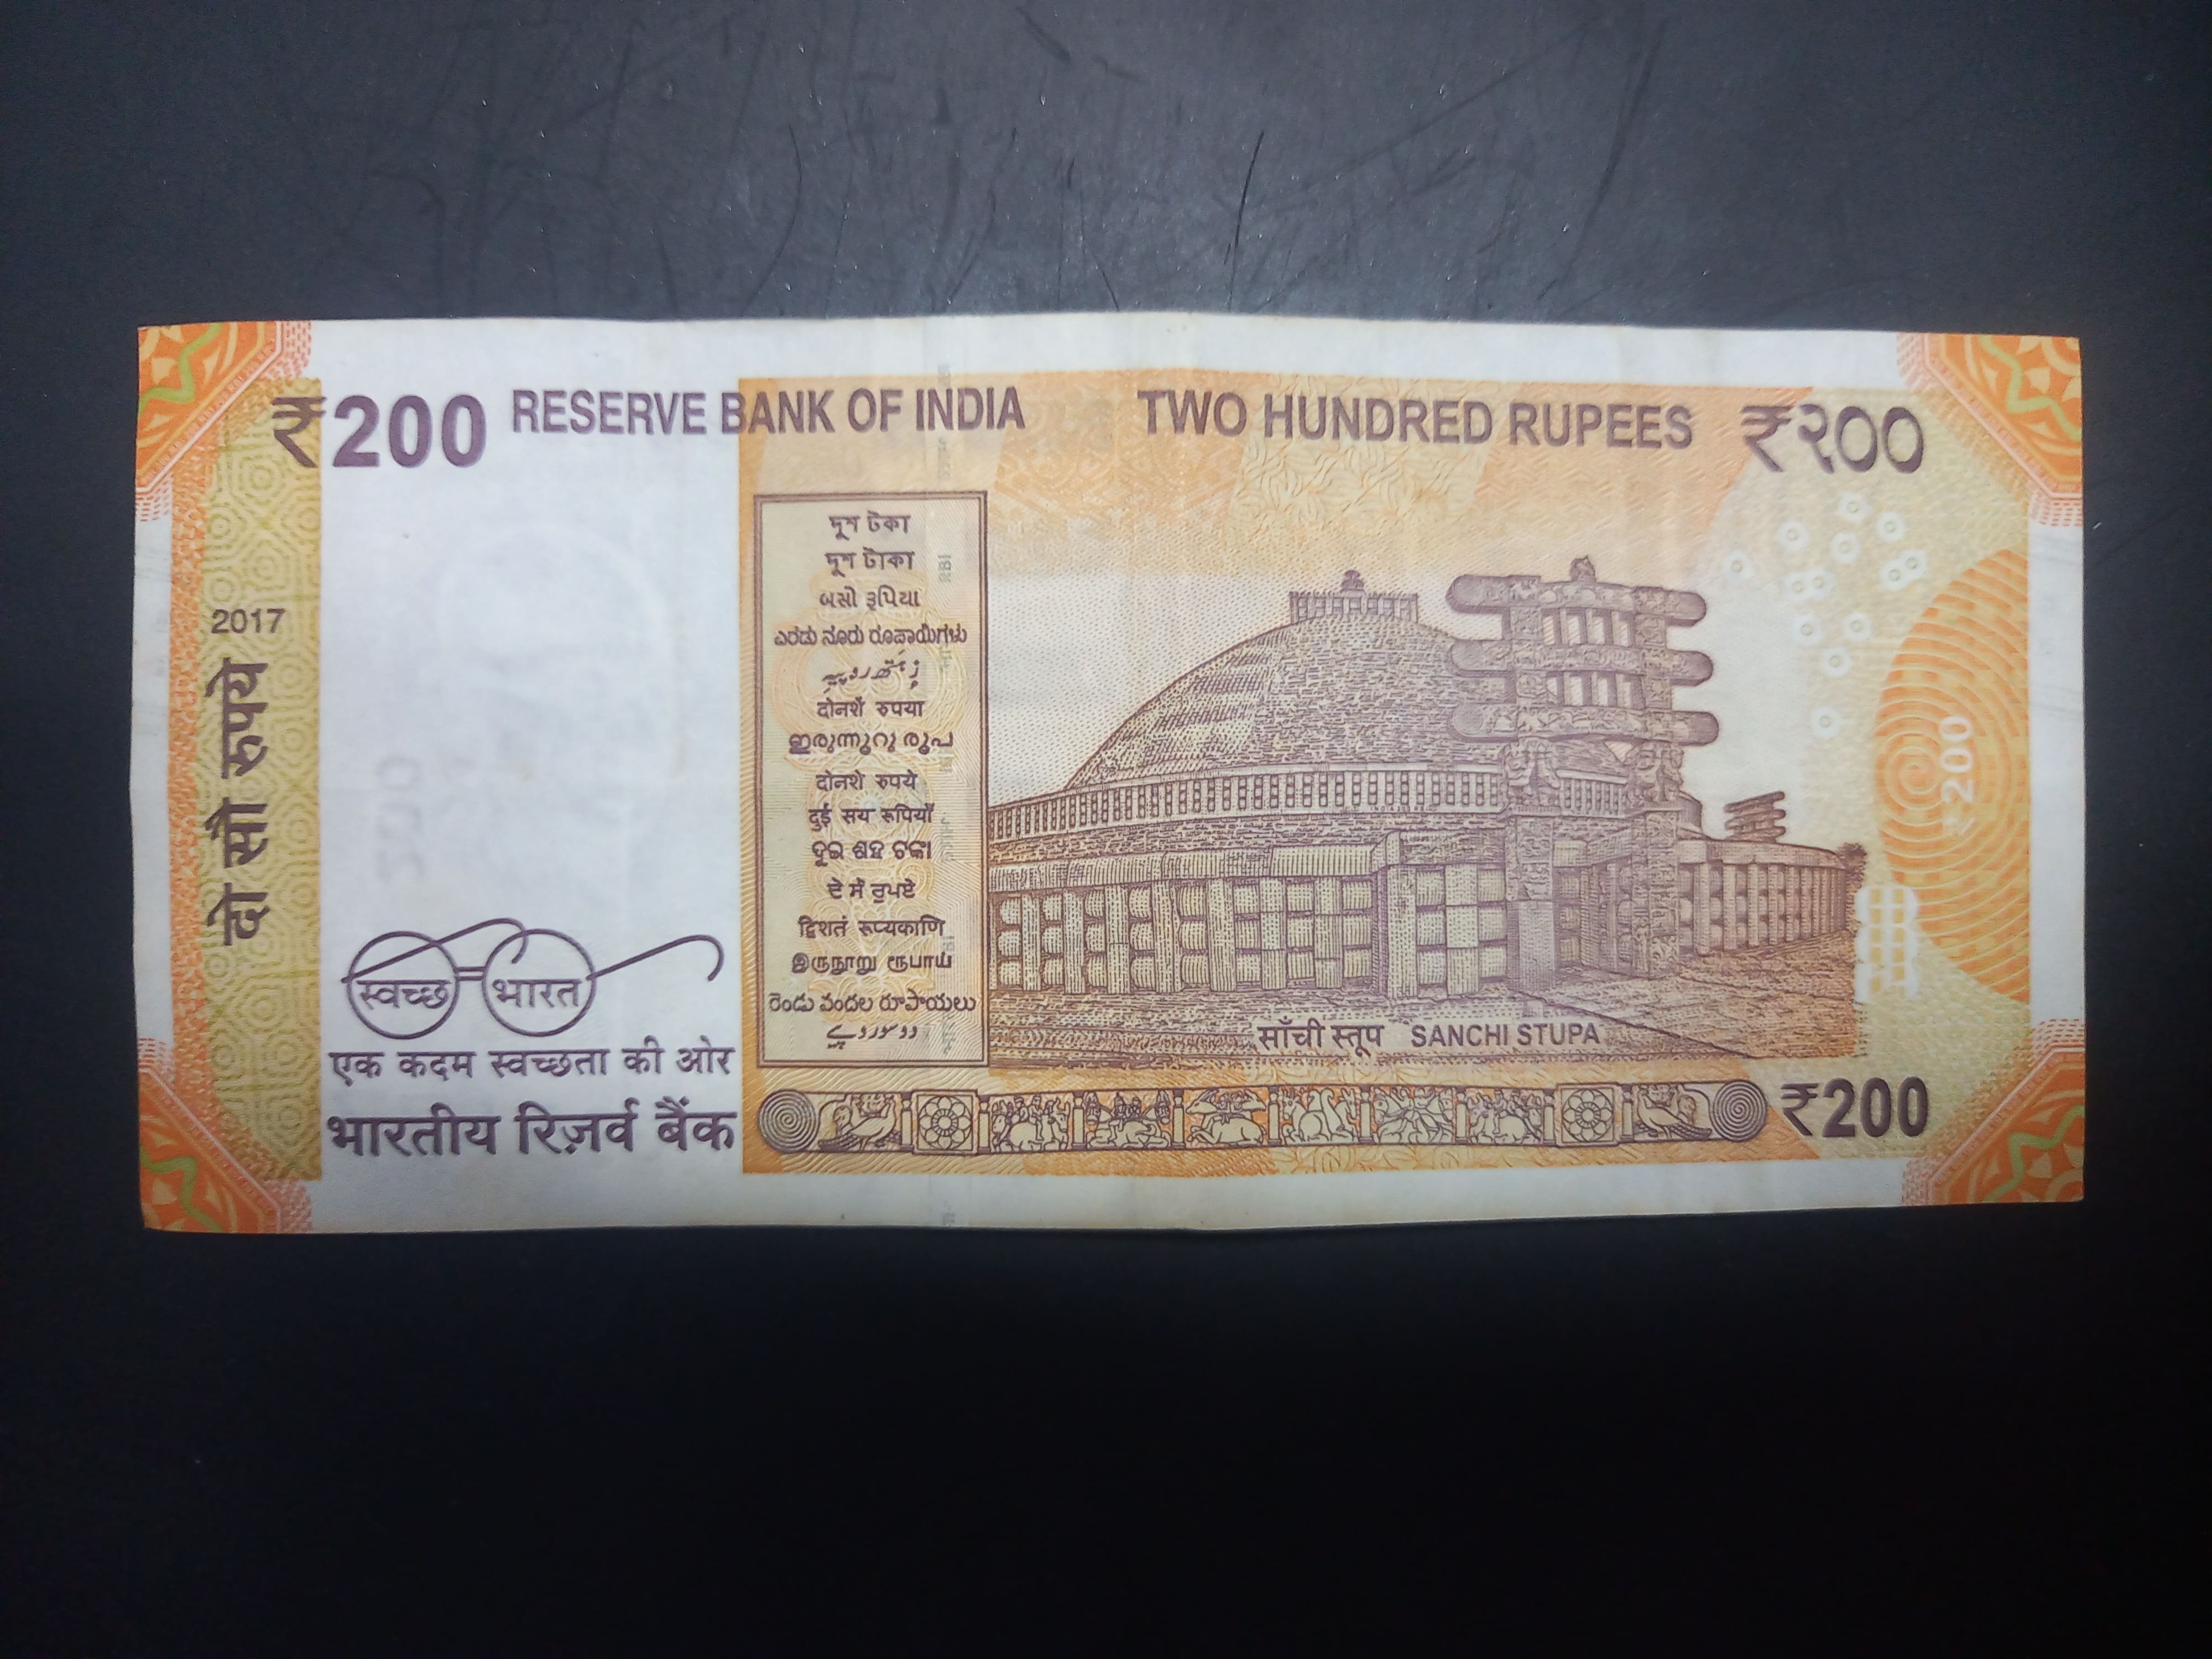 ₹200 RESERVE BANK OF INDIA TWO HUNDRED RUPEES ₹२००
2017
दो सौ रुपये
দুশ টকা
দুশ টাকা
બસો રૂપિયા
ಎರಡು ನೂರು ರೂಪಾಯಿಗಳು
दोनशें रुपया
ഇരുന്നൂറു രൂപ
दोनशे रुपये
दुई सय रूपियाँ
ଦୁଇ ଶହ ଟଙ୍କା
ਦੋ ਸੌ ਰੁਪਏ
द्विशतं रूप्यकाणि
இருநூறு ரூபாய்
రెండు వందల రూపాయలు
دو سو روپے
₹200
साँची स्तूप SANCHI STUPA
स्वच्छ भारत
एक कदम स्वच्छता की ओर
भारतीय रिज़र्व बैंक
₹200